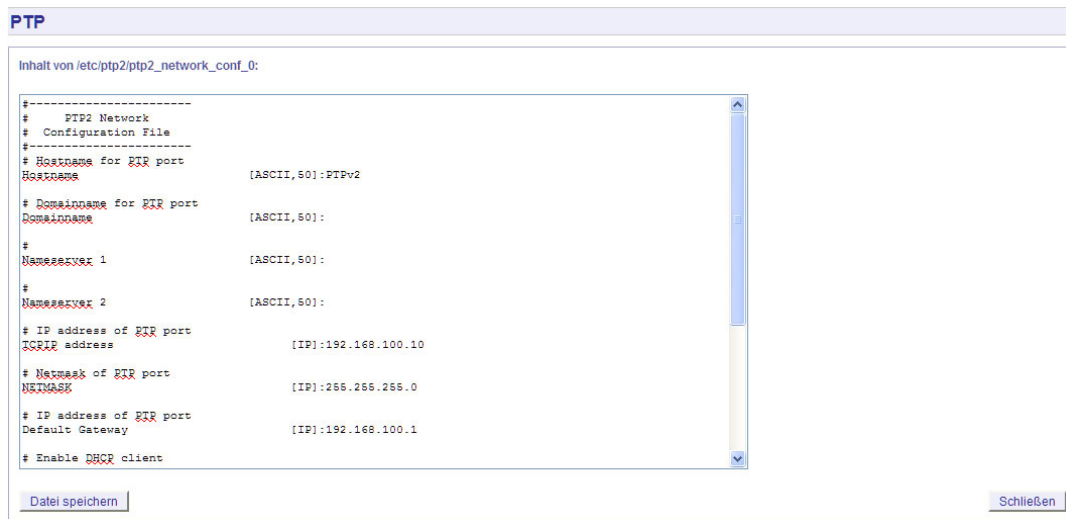 PTP
Inhalt von /etc/ptp2/ptp2_network_conf_0:
#-----------------------
# PTP2 Network
# Configuration File
#-----------------------
# Hostname for PTP port
Hostname [ASCII,50]:PTPv2
# Domainname for PTP port
Domainname [ASCII,50]:
#
Nameserver 1 [ASCII,50]:
#
Nameserver 2 [ASCII,50]:
# IP address of PTP port
TCPIP address [IP]:192.168.100.10
# Netmask of PTP port
NETMASK [IP]:255.255.255.0
# IP address of PTP port
Default Gateway [IP]:192.168.100.1
# Enable DHCP client
Datei speichern Schließen